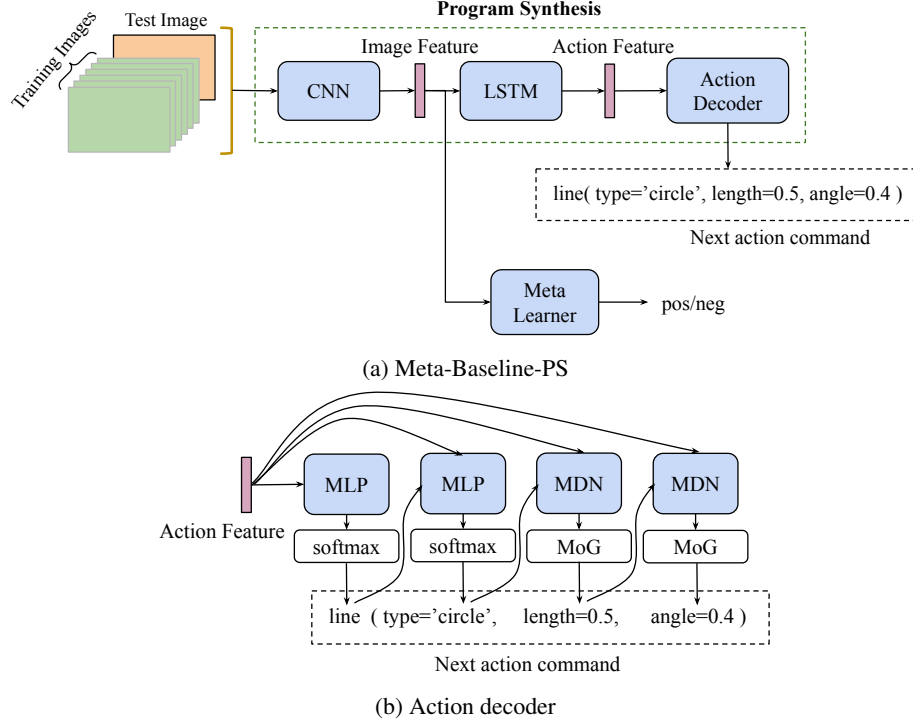 Program Synthesis
Test Image
Training Images
Image Feature
Action Feature
CNN
LSTM
Action
Decoder
line( type=’circle’, length=0.5, angle=0.4 )
Next action command
Meta
Learner
pos/neg
(a) Meta-Baseline-PS
MLP
MLP
MDN
MDN
Action Feature
softmax
softmax
MoG
MoG
line ( type=’circle’, length=0.5, angle=0.4 )
Next action command
(b) Action decoder